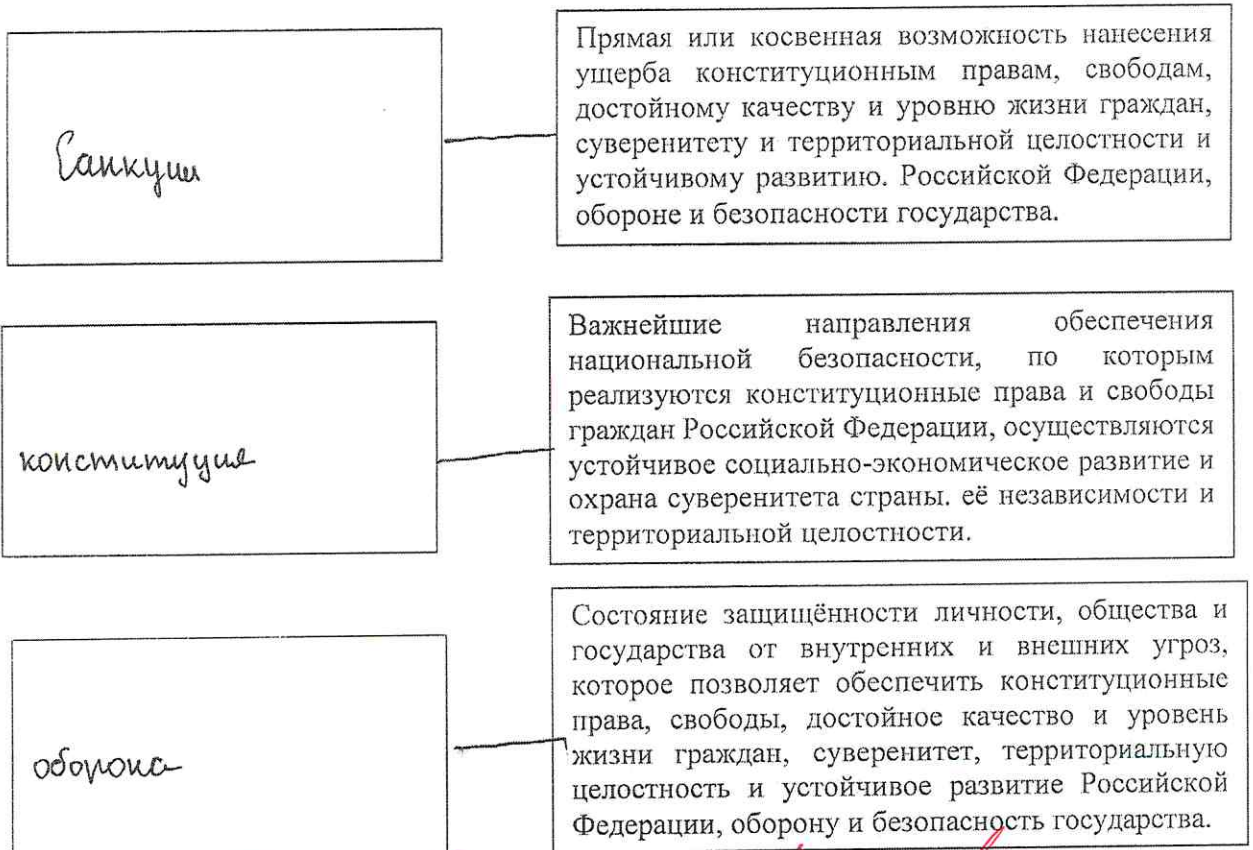 Санкции
Прямая или косвенная возможность нанесения
ущерба конституционным правам, свободам,
достойному качеству и уровню жизни граждан,
суверенитету и территориальной целостности и
устойчивому развитию. Российской Федерации,
обороне и безопасности государства.
конституция
Важнейшие направления обеспечения
национальной безопасности, по которым
реализуются конституционные права и свободы
граждан Российской Федерации, осуществляются
устойчивое социально-экономическое развитие и
охрана суверенитета страны. её независимости и
территориальной целостности.
оборона
Состояние защищённости личности, общества и
государства от внутренних и внешних угроз,
которое позволяет обеспечить конституционные
права, свободы, достойное качество и уровень
жизни граждан, суверенитет, территориальную
целостность и устойчивое развитие Российской
Федерации, оборону и безопасность государства.